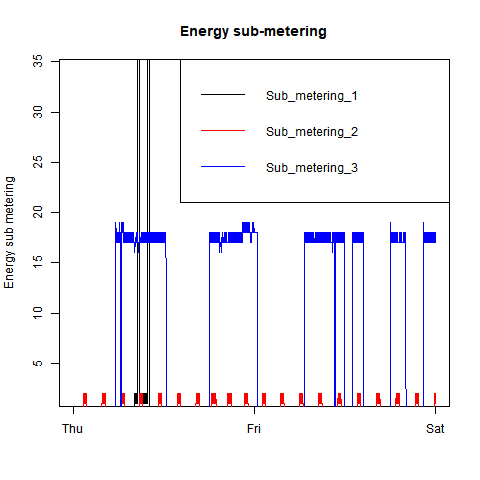 Energy sub-metering
Energy sub metering
35
30
25
20
15
10
5
Sub_metering_1
Sub_metering_2
Sub_metering_3
Thu
Fri
Sat